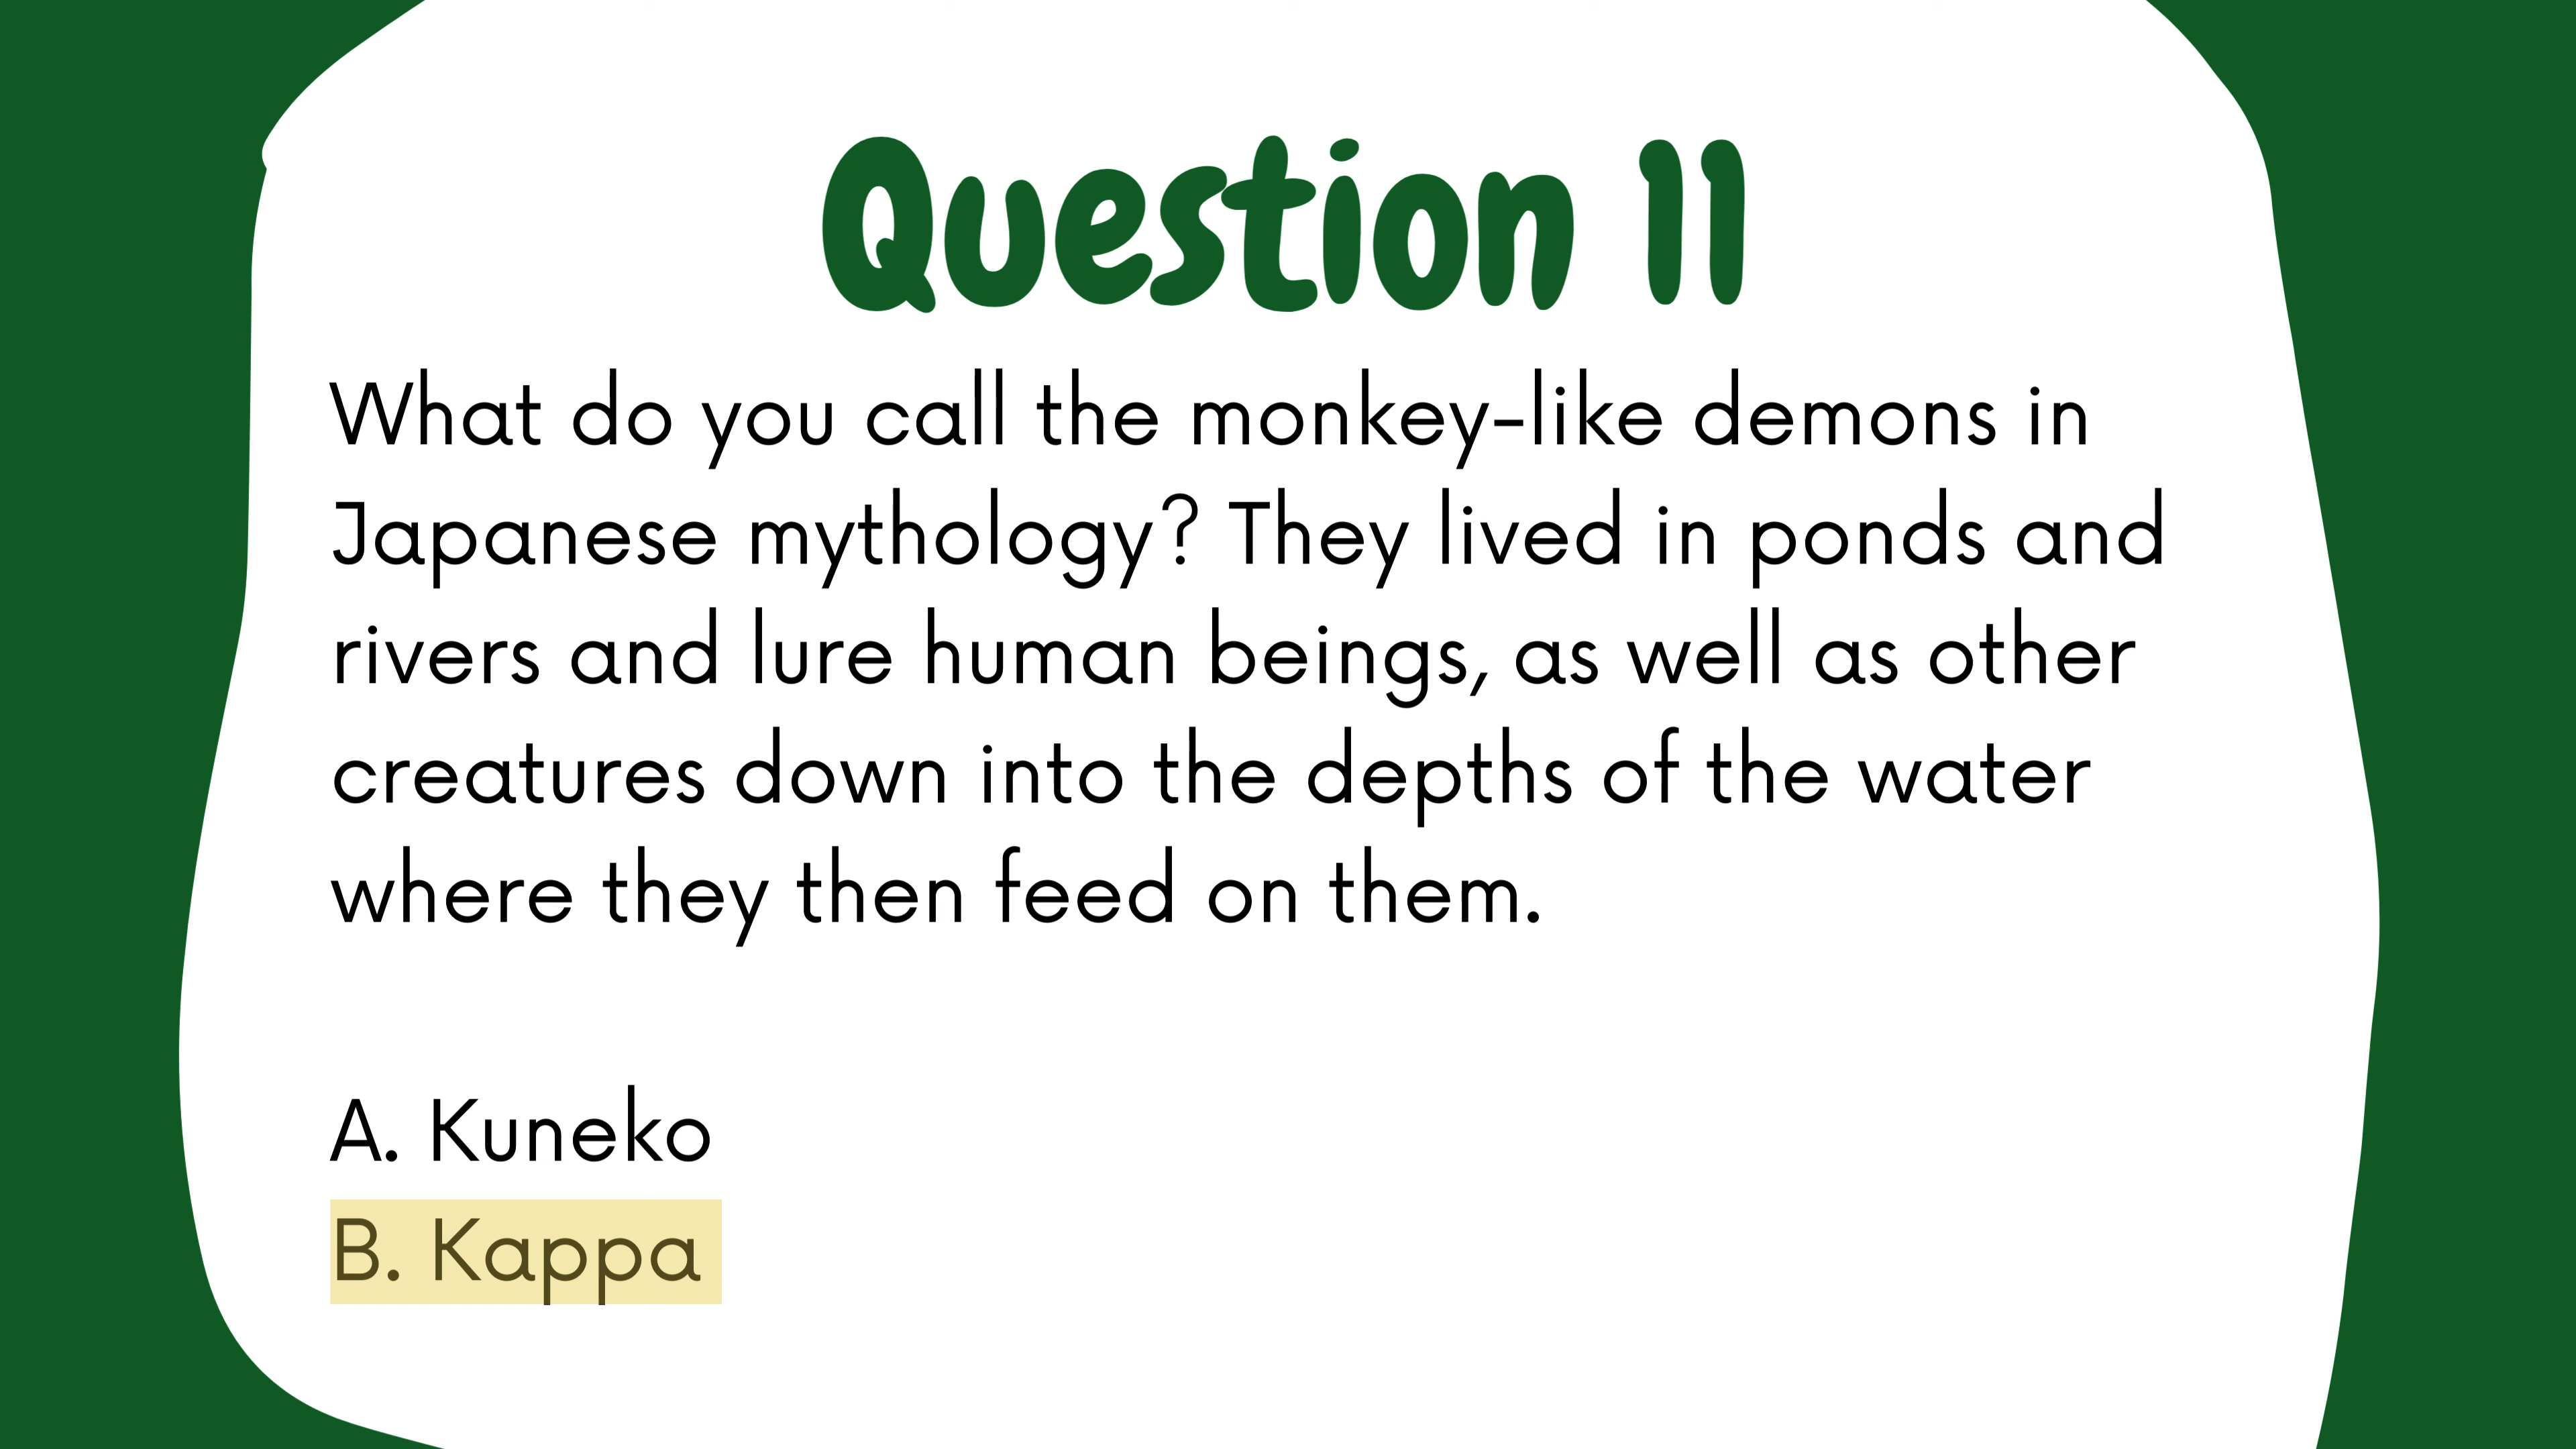 Question 11
What do you call the monkey-like demons in
Japanese mythology? They lived in ponds and
rivers and lure human beings, as well as other
creatures down into the depths of the water
where they then feed on them.
A. Kuneko
B. Kappa